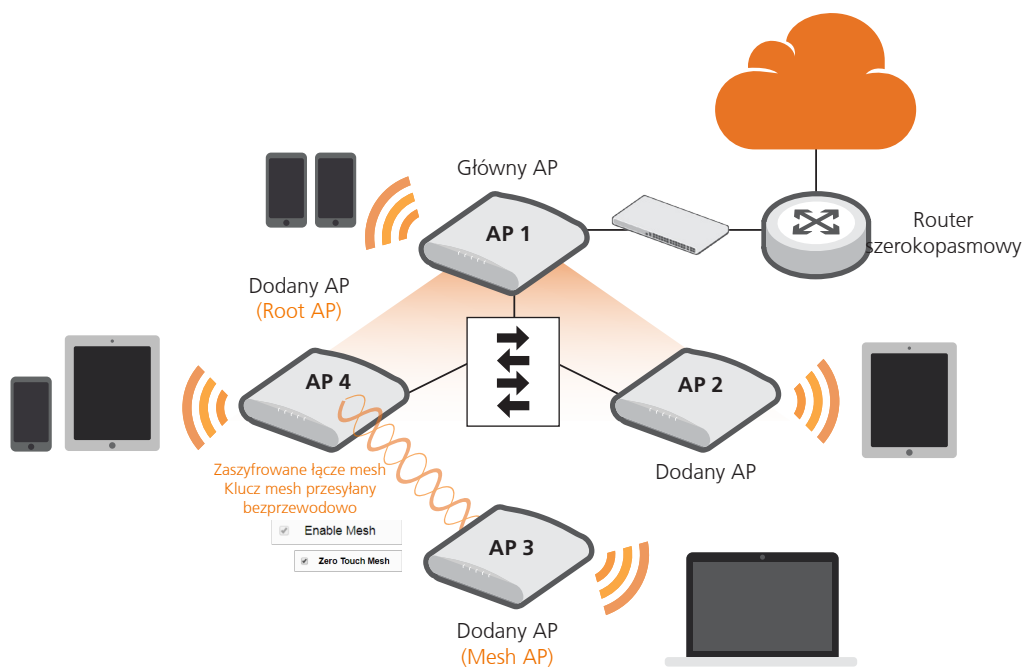 Główny AP
AP 1
Router
szerokopasmowy
Dodany AP
(Root AP)
AP 4
AP 2
Dodany AP
Zaszyfrowane łącze mesh
Klucz mesh przesyłany
bezprzewodowo
Enable Mesh
Zero Touch Mesh
AP 3
Dodany AP
(Mesh AP)